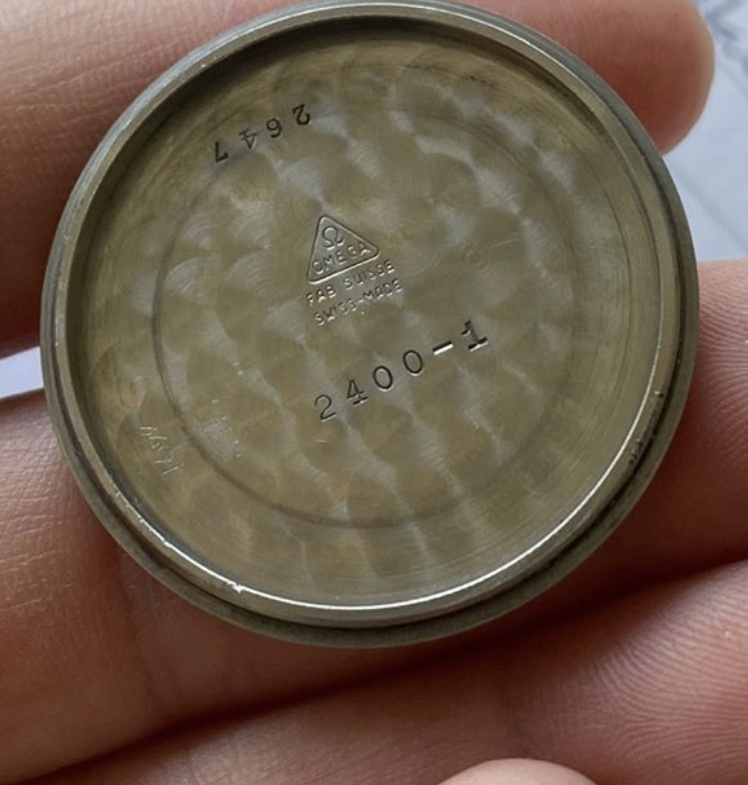 2647
Ω
OMEGA
FAB SUISSE
SWISS-MADE
2400-1